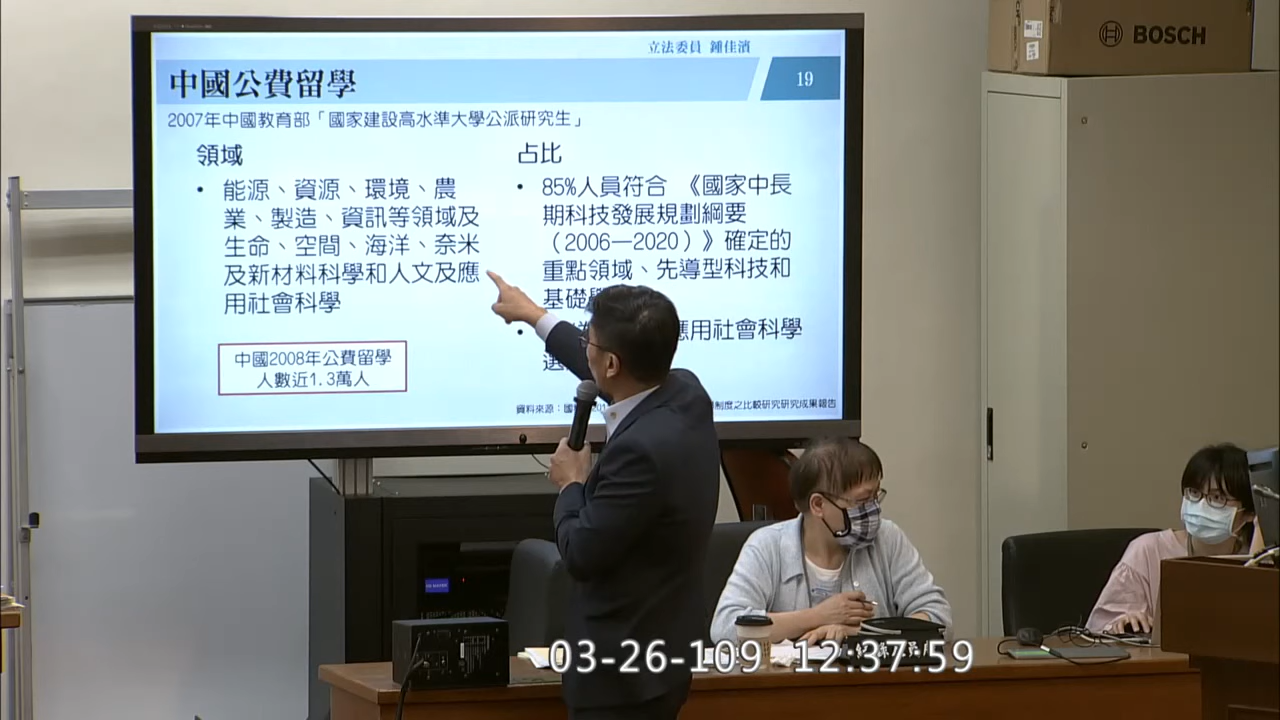 立法委員 鍾佳濱
中國公費留學
19
2007年中國教育部「國家建設高水準大學公派研究生」
領域
• 能源、資源、環境、農
業、製造、資訊等領域及
生命、空間、海洋、奈米
及新材料科學和人文及應
用社會科學
中國2008年公費留學
人數近1.3萬人
占比
• 85%人員符合 《國家中長
期科技發展規劃綱要
（2006—2020）》確定的
重點領域、先導型科技和
基礎
應用社會科學
資料來源：國
制度之比較研究研究成果報告
BOSCH
03-26-109 12:37:59